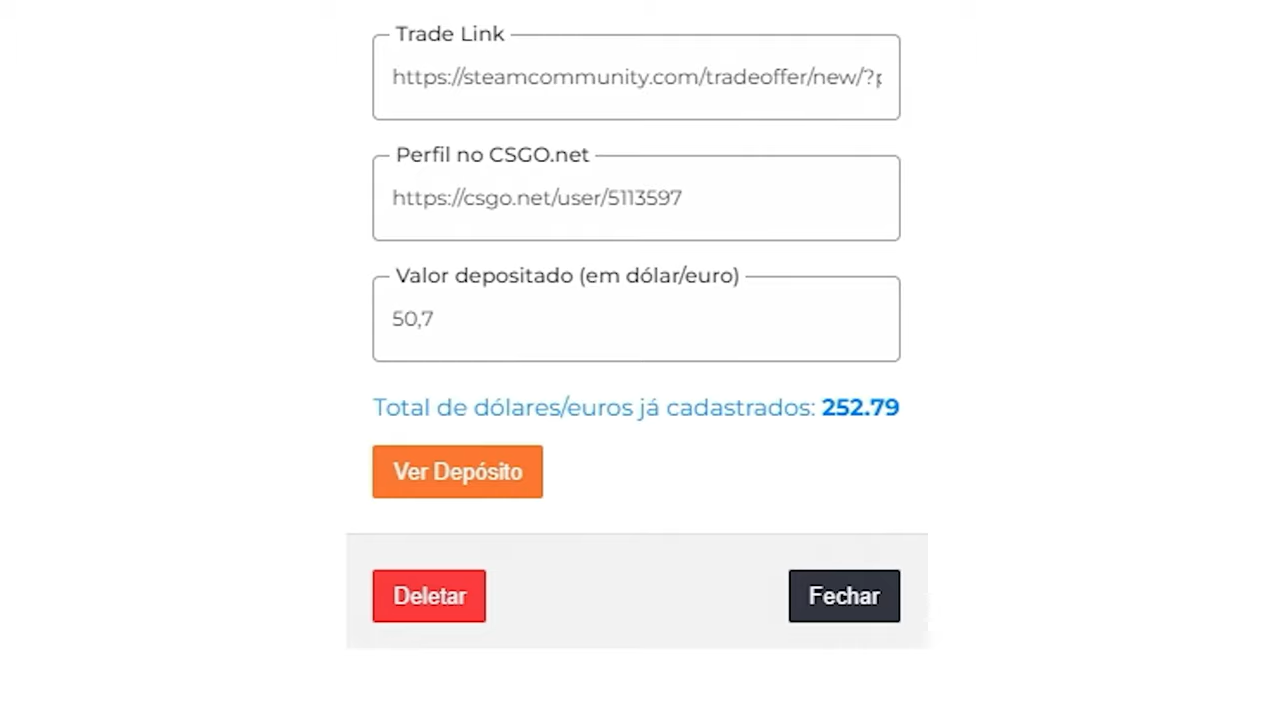 Trade Link
https://steamcommunity.com/tradeoffer/new/?p
Perfil no CSGO.net
https://csgo.net/user/5113597
Valor depositado (em dólar/euro)
50,7
Total de dólares/euros já cadastrados: 252.79
Ver Depósito
Deletar
Fechar